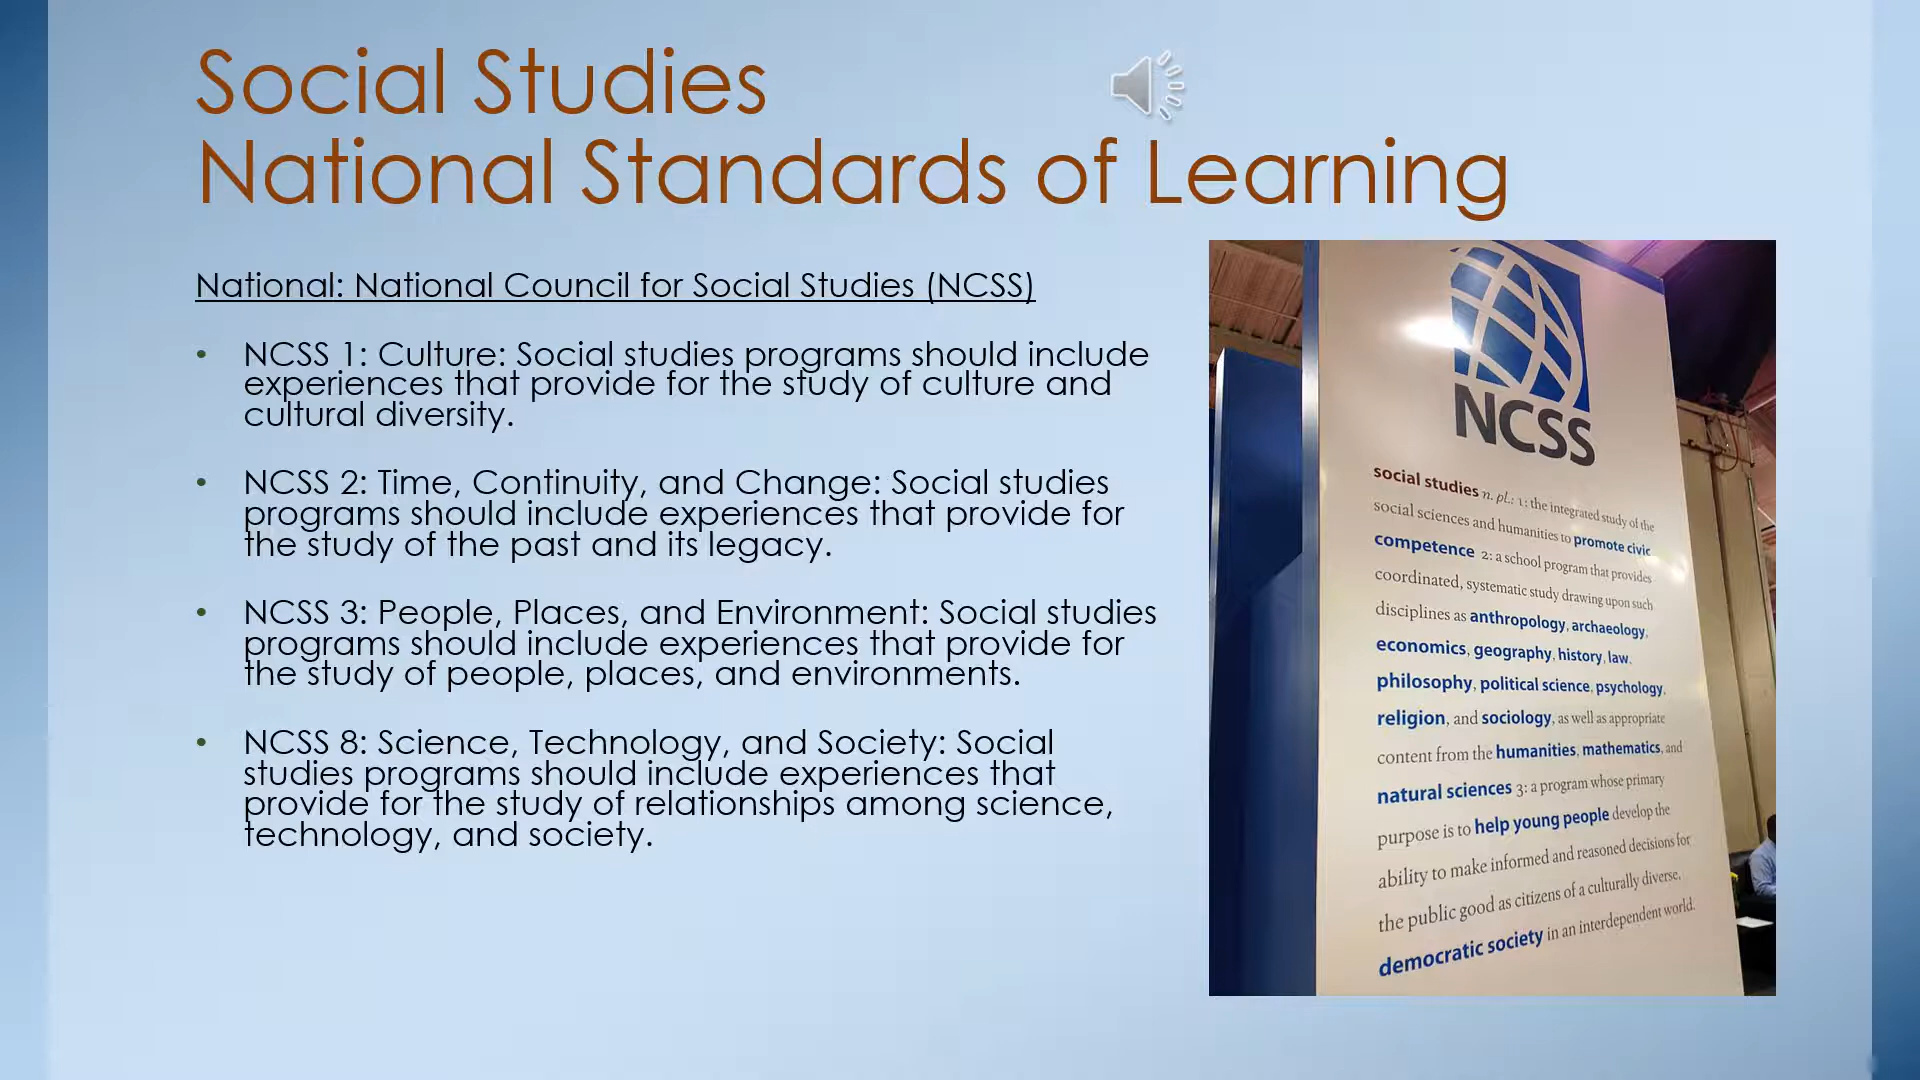 Social Studies
National Standards of Learning
National: National Council for Social Studies (NCSS)
• NCSS 1: Culture: Social studies programs should include
experiences that provide for the study of culture and
cultural diversity.
• NCSS 2: Time, Continuity, and Change: Social studies
programs should include experiences that provide for
the study of the past and its legacy.
• NCSS 3: People, Places, and Environment: Social studies
programs should include experiences that provide for
the study of people, places, and environments.
• NCSS 8: Science, Technology, and Society: Social
studies programs should include experiences that
provide for the study of relationships among science,
technology, and society.
NCSS
social studies n. pl.: 1: the integrated study of the
social sciences and humanities to promote civic
competence 2: a school program that provides
coordinated, systematic study drawing upon such
disciplines as anthropology, archaeology,
economics, geography, history, law,
philosophy, political science, psychology,
religion, and sociology, as well as appropriate
content from the humanities, mathematics, and
natural sciences 3: a program whose primary
purpose is to help young people develop the
ability to make informed and reasoned decisions for
the public good as citizens of a culturally diverse,
democratic society in an interdependent world.